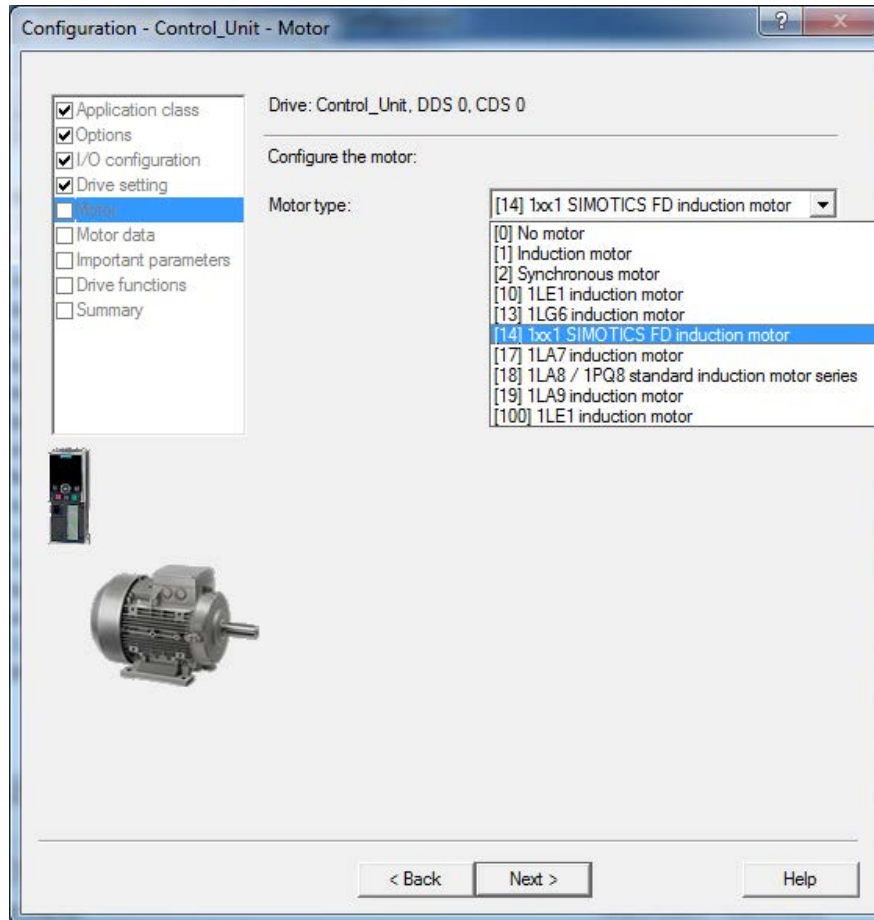 Configuration - Control_Unit - Motor
?
Application class
Options
I/O configuration
Drive setting
Motor
Motor data
Important parameters
Drive functions
Summary
Drive: Control_Unit, DDS 0, CDS 0
Configure the motor:
Motor type:
[14] 1xx1 SIMOTICS FD induction motor
[0] No motor
[1] Induction motor
[2] Synchronous motor
[10] 1LE1 induction motor
[13] 1LG6 induction motor
[14] 1xx1 SIMOTICS FD induction motor
[17] 1LA7 induction motor
[18] 1LA8 / 1PQ8 standard induction motor series
[19] 1LA9 induction motor
[100] 1LE1 induction motor
< Back
Next >
Help